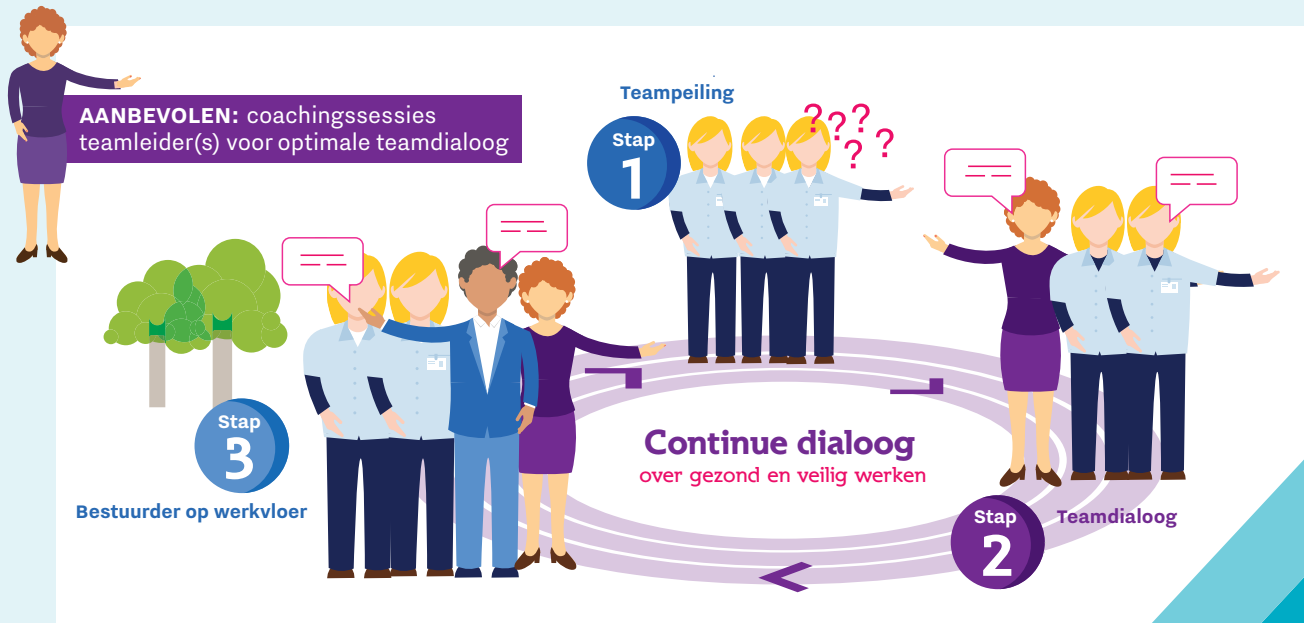 AANBEVOLEN: coachingssessies
teamleider(s) voor optimale teamdialoog
Teampeiling
Stap
1
? ? ? ? ?
Stap
2
Teamdialoog
Stap
3
Bestuurder op werkvloer
Continue dialoog
over gezond en veilig werken